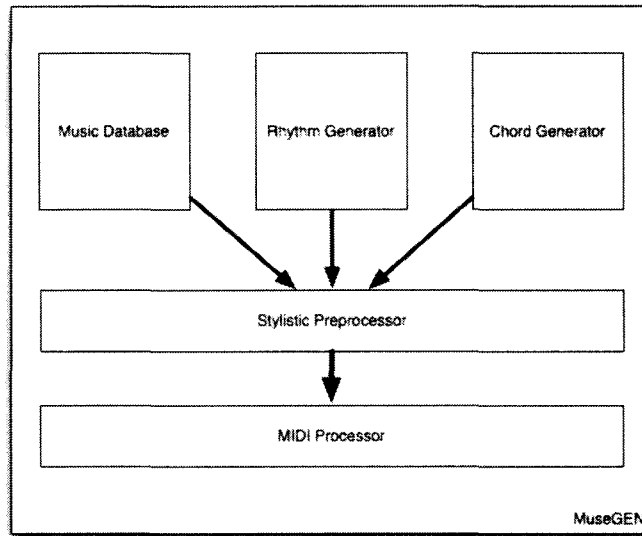 Music Database
Rhythm Generator
Chord Generator
Stylistic Preprocessor
MIDI Processor
MuseGEN